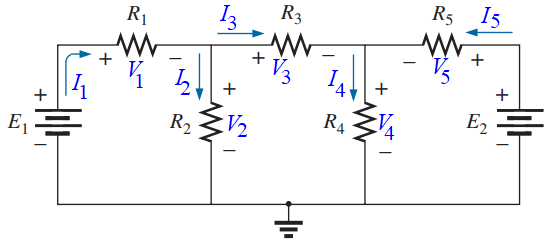 R₁ I₃ R₃ R₅ I₅
+ − + − − +
I₁ V₁ I₂ V₃ I₄ V₅
+ + + +
E₁ R₂ V₂ R₄ V₄ E₂
− − − −